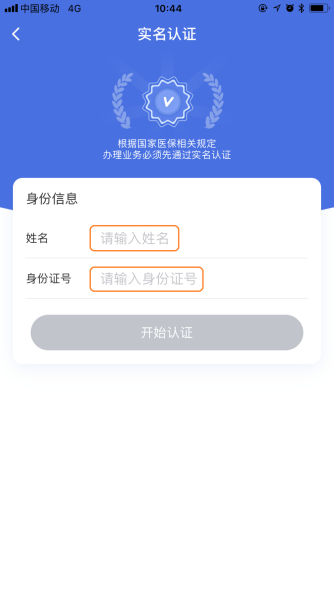 中国移动 4G 10:44
实名认证
V
根据国家医保相关规定
办理业务必须先通过实名认证
身份信息
姓名 请输入姓名
身份证号 请输入身份证号
开始认证